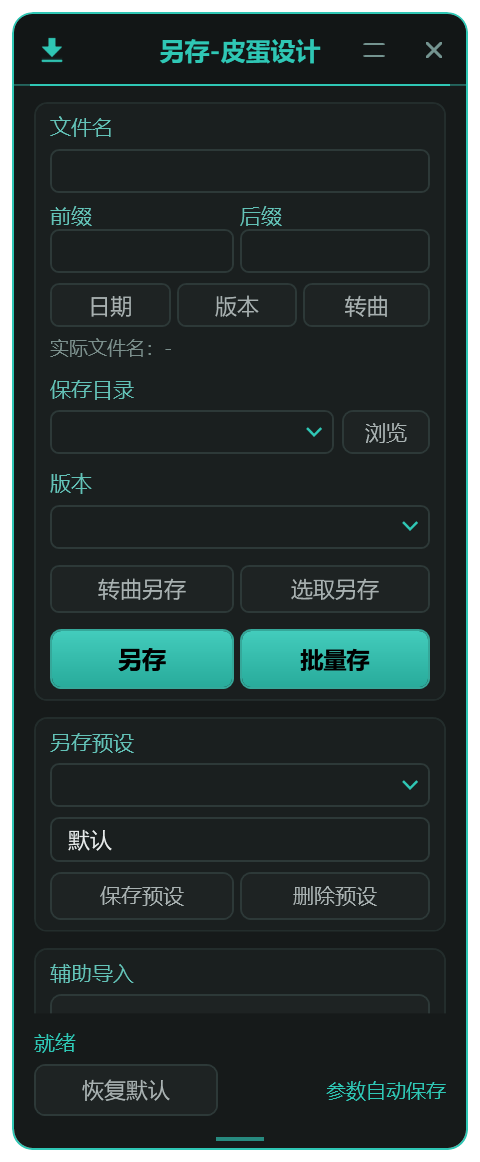 另存-皮蛋设计
文件名
前缀 后缀
日期 版本 转曲
实际文件名： -
保存目录
浏览
版本
转曲另存 选取另存
另存 批量存
另存预设
默认
保存预设 删除预设
辅助导入
就绪
恢复默认 参数自动保存